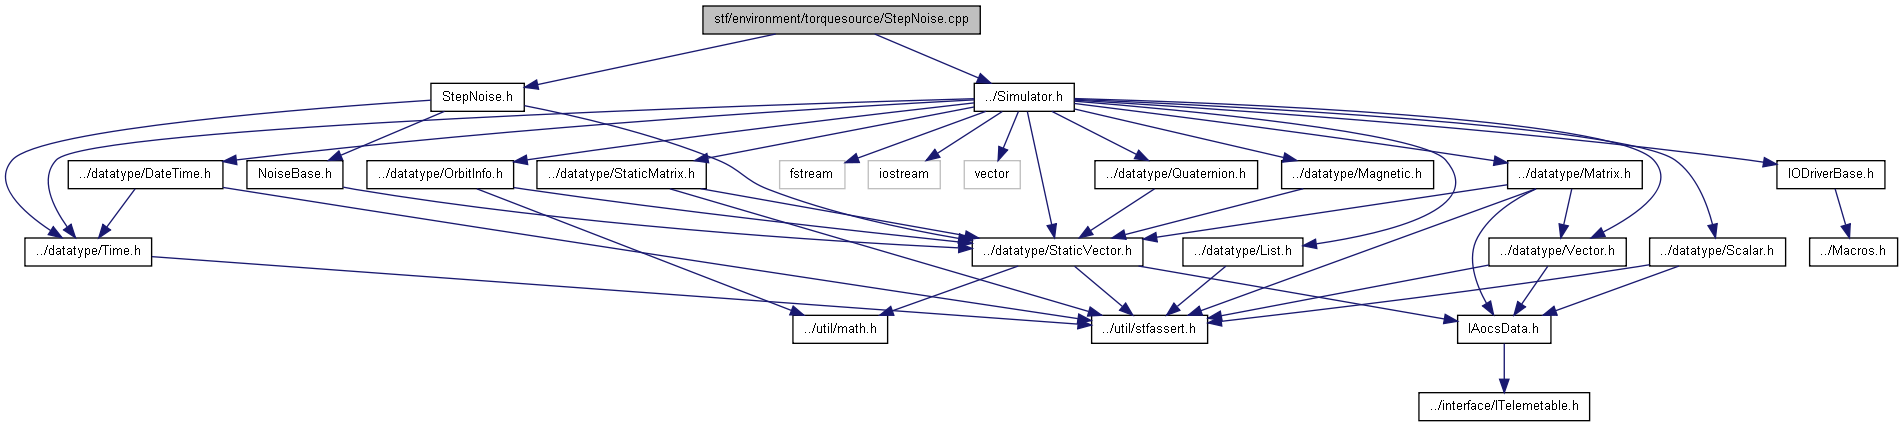 stf/environment/torquesource/StepNoise.cpp
StepNoise.h
../Simulator.h
../datatype/DateTime.h
NoiseBase.h
../datatype/OrbitInfo.h
../datatype/StaticMatrix.h
fstream
iostream
vector
../datatype/Quaternion.h
../datatype/Magnetic.h
../datatype/Matrix.h
IODriverBase.h
../datatype/Time.h
../datatype/StaticVector.h
../datatype/List.h
../datatype/Vector.h
../datatype/Scalar.h
../Macros.h
../util/math.h
../util/stfassert.h
IAocsData.h
../interface/ITelemetable.h